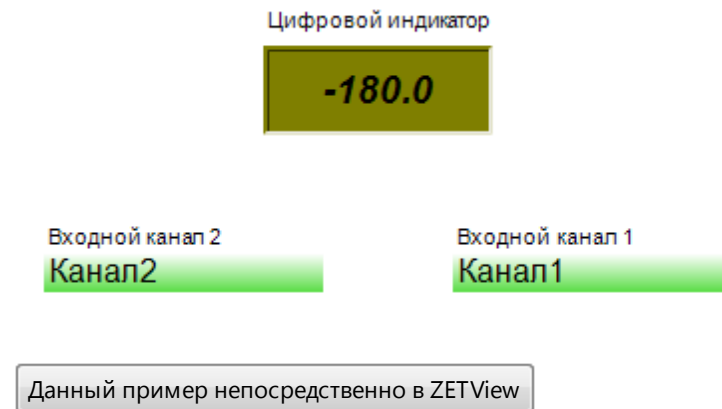 Цифровой индикатор
-180.0
Входной канал 2
Входной канал 1
Канал2
Канал1
Данный пример непосредственно в ZETView